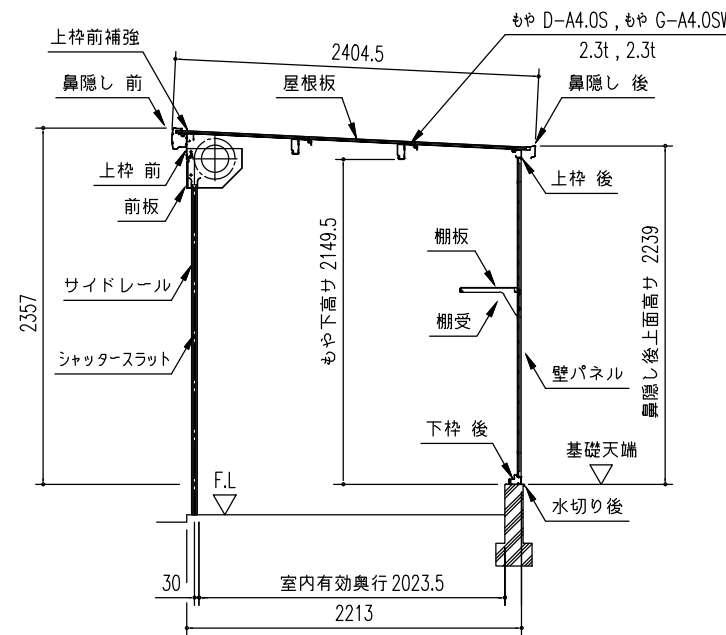 もや D-A4.0S , もや G-A4.0SW
2.3t , 2.3t
上枠前補強
2404.5
鼻隠し 前
屋根板
鼻隠し 後
上枠 前
上枠 後
前板
もや下高サ 2149.5
棚板
鼻隠し後上面高サ 2239
サイドレール
2357
棚受
シャッタースラット
壁パネル
下枠 後
基礎天端
F.L
水切り後
30
室内有効奥行 2023.5
2213